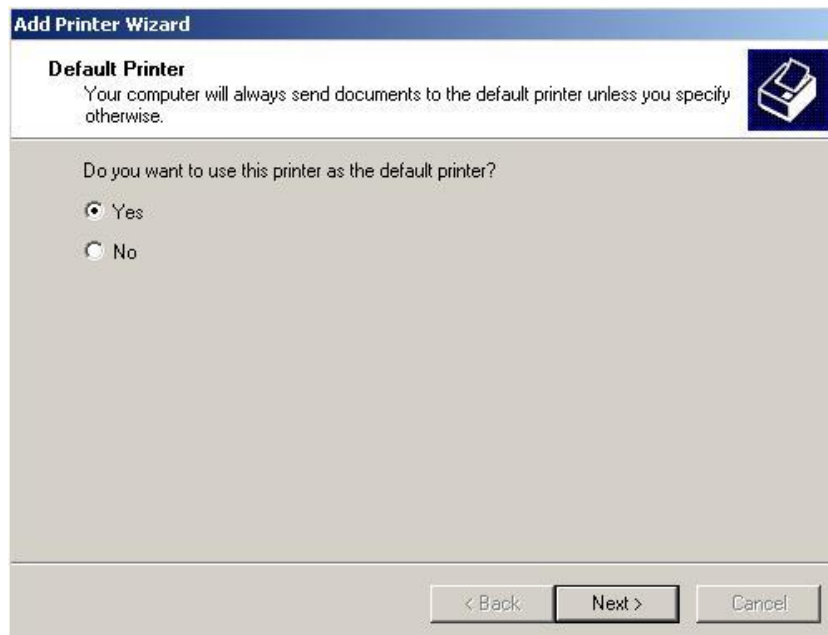 Add Printer Wizard
Default Printer
Your computer will always send documents to the default printer unless you specify
otherwise.
Do you want to use this printer as the default printer?
Yes
No
< Back
Next >
Cancel